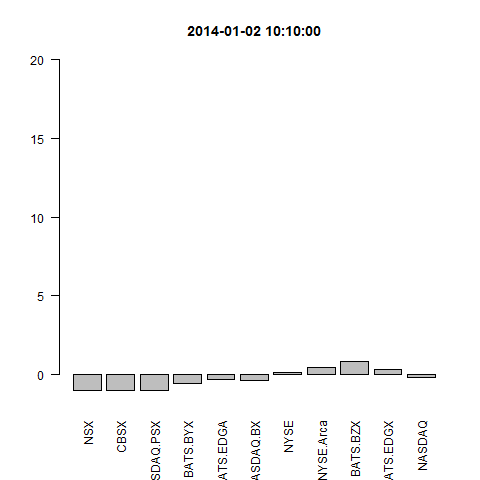 2014-01-02 10:10:00
20
15
10
5
0
NSX
CBSX
SDAQ.PSX
BATS.BYX
ATS.EDGA
ASDAQ.BX
NYSE
NYSE.Arca
BATS.BZX
ATS.EDGX
NASDAQ